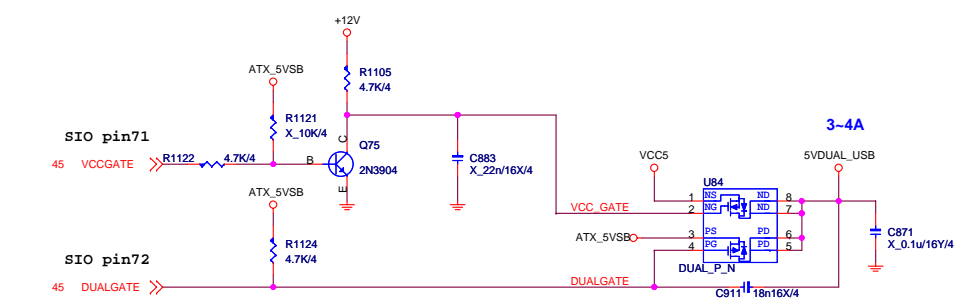 +12V
ATX_5VSB
R1105
4.7K/4
R1121
X_10K/4
3~4A
SIO pin71
C
Q75
45 VCCGATE R1122 4.7K/4 B
2N3904
E
C883
X_22n/16X/4
VCC5
5VDUAL_USB
ATX_5VSB
U84
1 NS ND 8
VCC_GATE 2 NG ND 7
R1124
4.7K/4
ATX_5VSB 3 PS PD 6
4 PG PD 5
C871
X_0.1u/16Y/4
SIO pin72
DUAL_P_N
45 DUALGATE DUALGATE
C911 18n16X/4